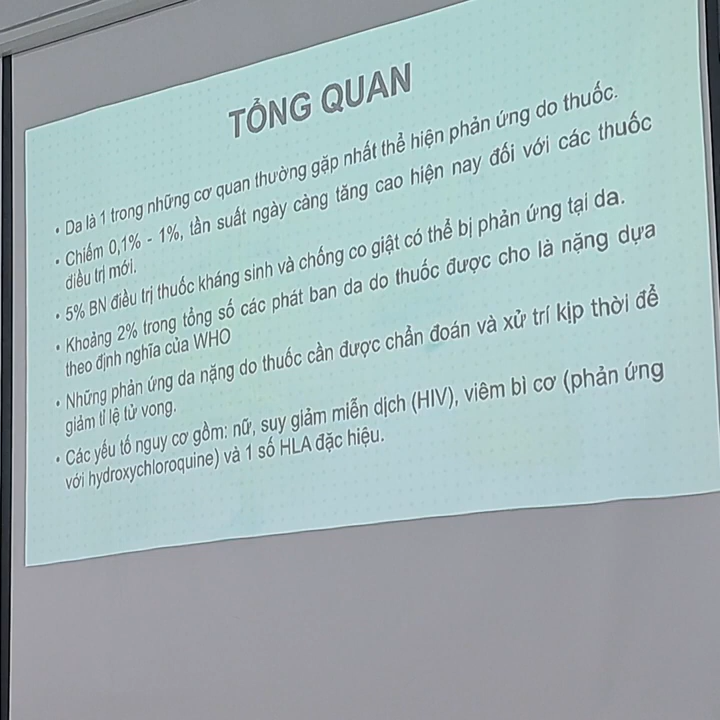 TỔNG QUAN
• Da là 1 trong những cơ quan thường gặp nhất thể hiện phản ứng do thuốc.
• Chiếm 0,1% - 1%, tần suất ngày càng tăng cao hiện nay đối với các thuốc
điều trị mới.
• 5% BN điều trị thuốc kháng sinh và chống co giật có thể bị phản ứng tại da.
• Khoảng 2% trong tổng số các phát ban da do thuốc được cho là nặng dựa
theo định nghĩa của WHO
• Những phản ứng da nặng do thuốc cần được chẩn đoán và xử trí kịp thời để
giảm tỉ lệ tử vong.
• Các yếu tố nguy cơ gồm: nữ, suy giảm miễn dịch (HIV), viêm bì cơ (phản ứng
với hydroxychloroquine) và 1 số HLA đặc hiệu.